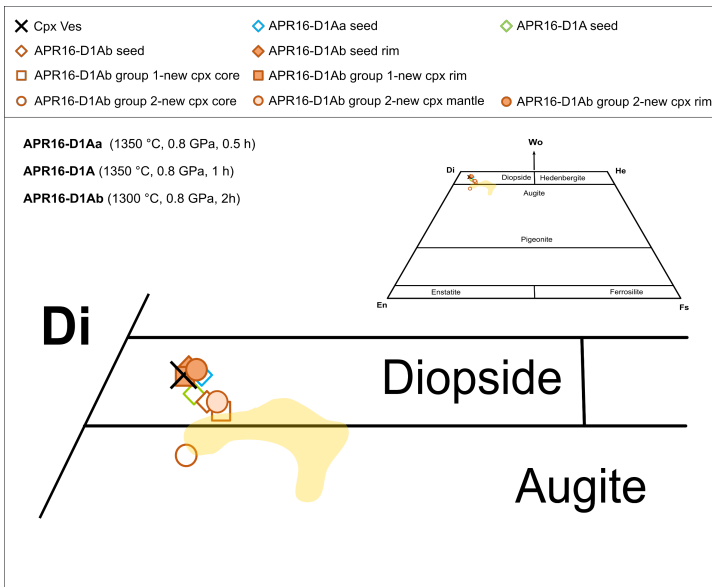 Cpx Ves
APR16-D1Aa seed
APR16-D1A seed
APR16-D1Ab seed
APR16-D1Ab seed rim
APR16-D1Ab group 1-new cpx core
APR16-D1Ab group 1-new cpx rim
APR16-D1Ab group 2-new cpx core
APR16-D1Ab group 2-new cpx mantle
APR16-D1Ab group 2-new cpx rim
APR16-D1Aa (1350 °C, 0.8 GPa, 0.5 h)
APR16-D1A (1350 °C, 0.8 GPa, 1 h)
APR16-D1Ab (1300 °C, 0.8 GPa, 2h)
Wo
Di
He
Diopside
Hedenbergite
Augite
Pigeonite
Enstatite
Ferrosilite
En
Fs
Di
Diopside
Augite